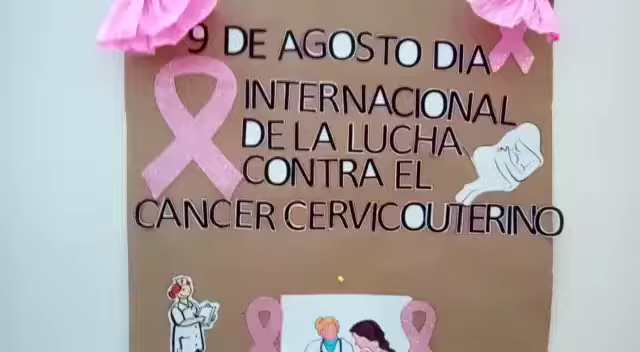 9 DE AGOSTO DIA
INTERNACIONAL
DE LA LUCHA
CONTRA EL
CANCER CERVICOUTERINO